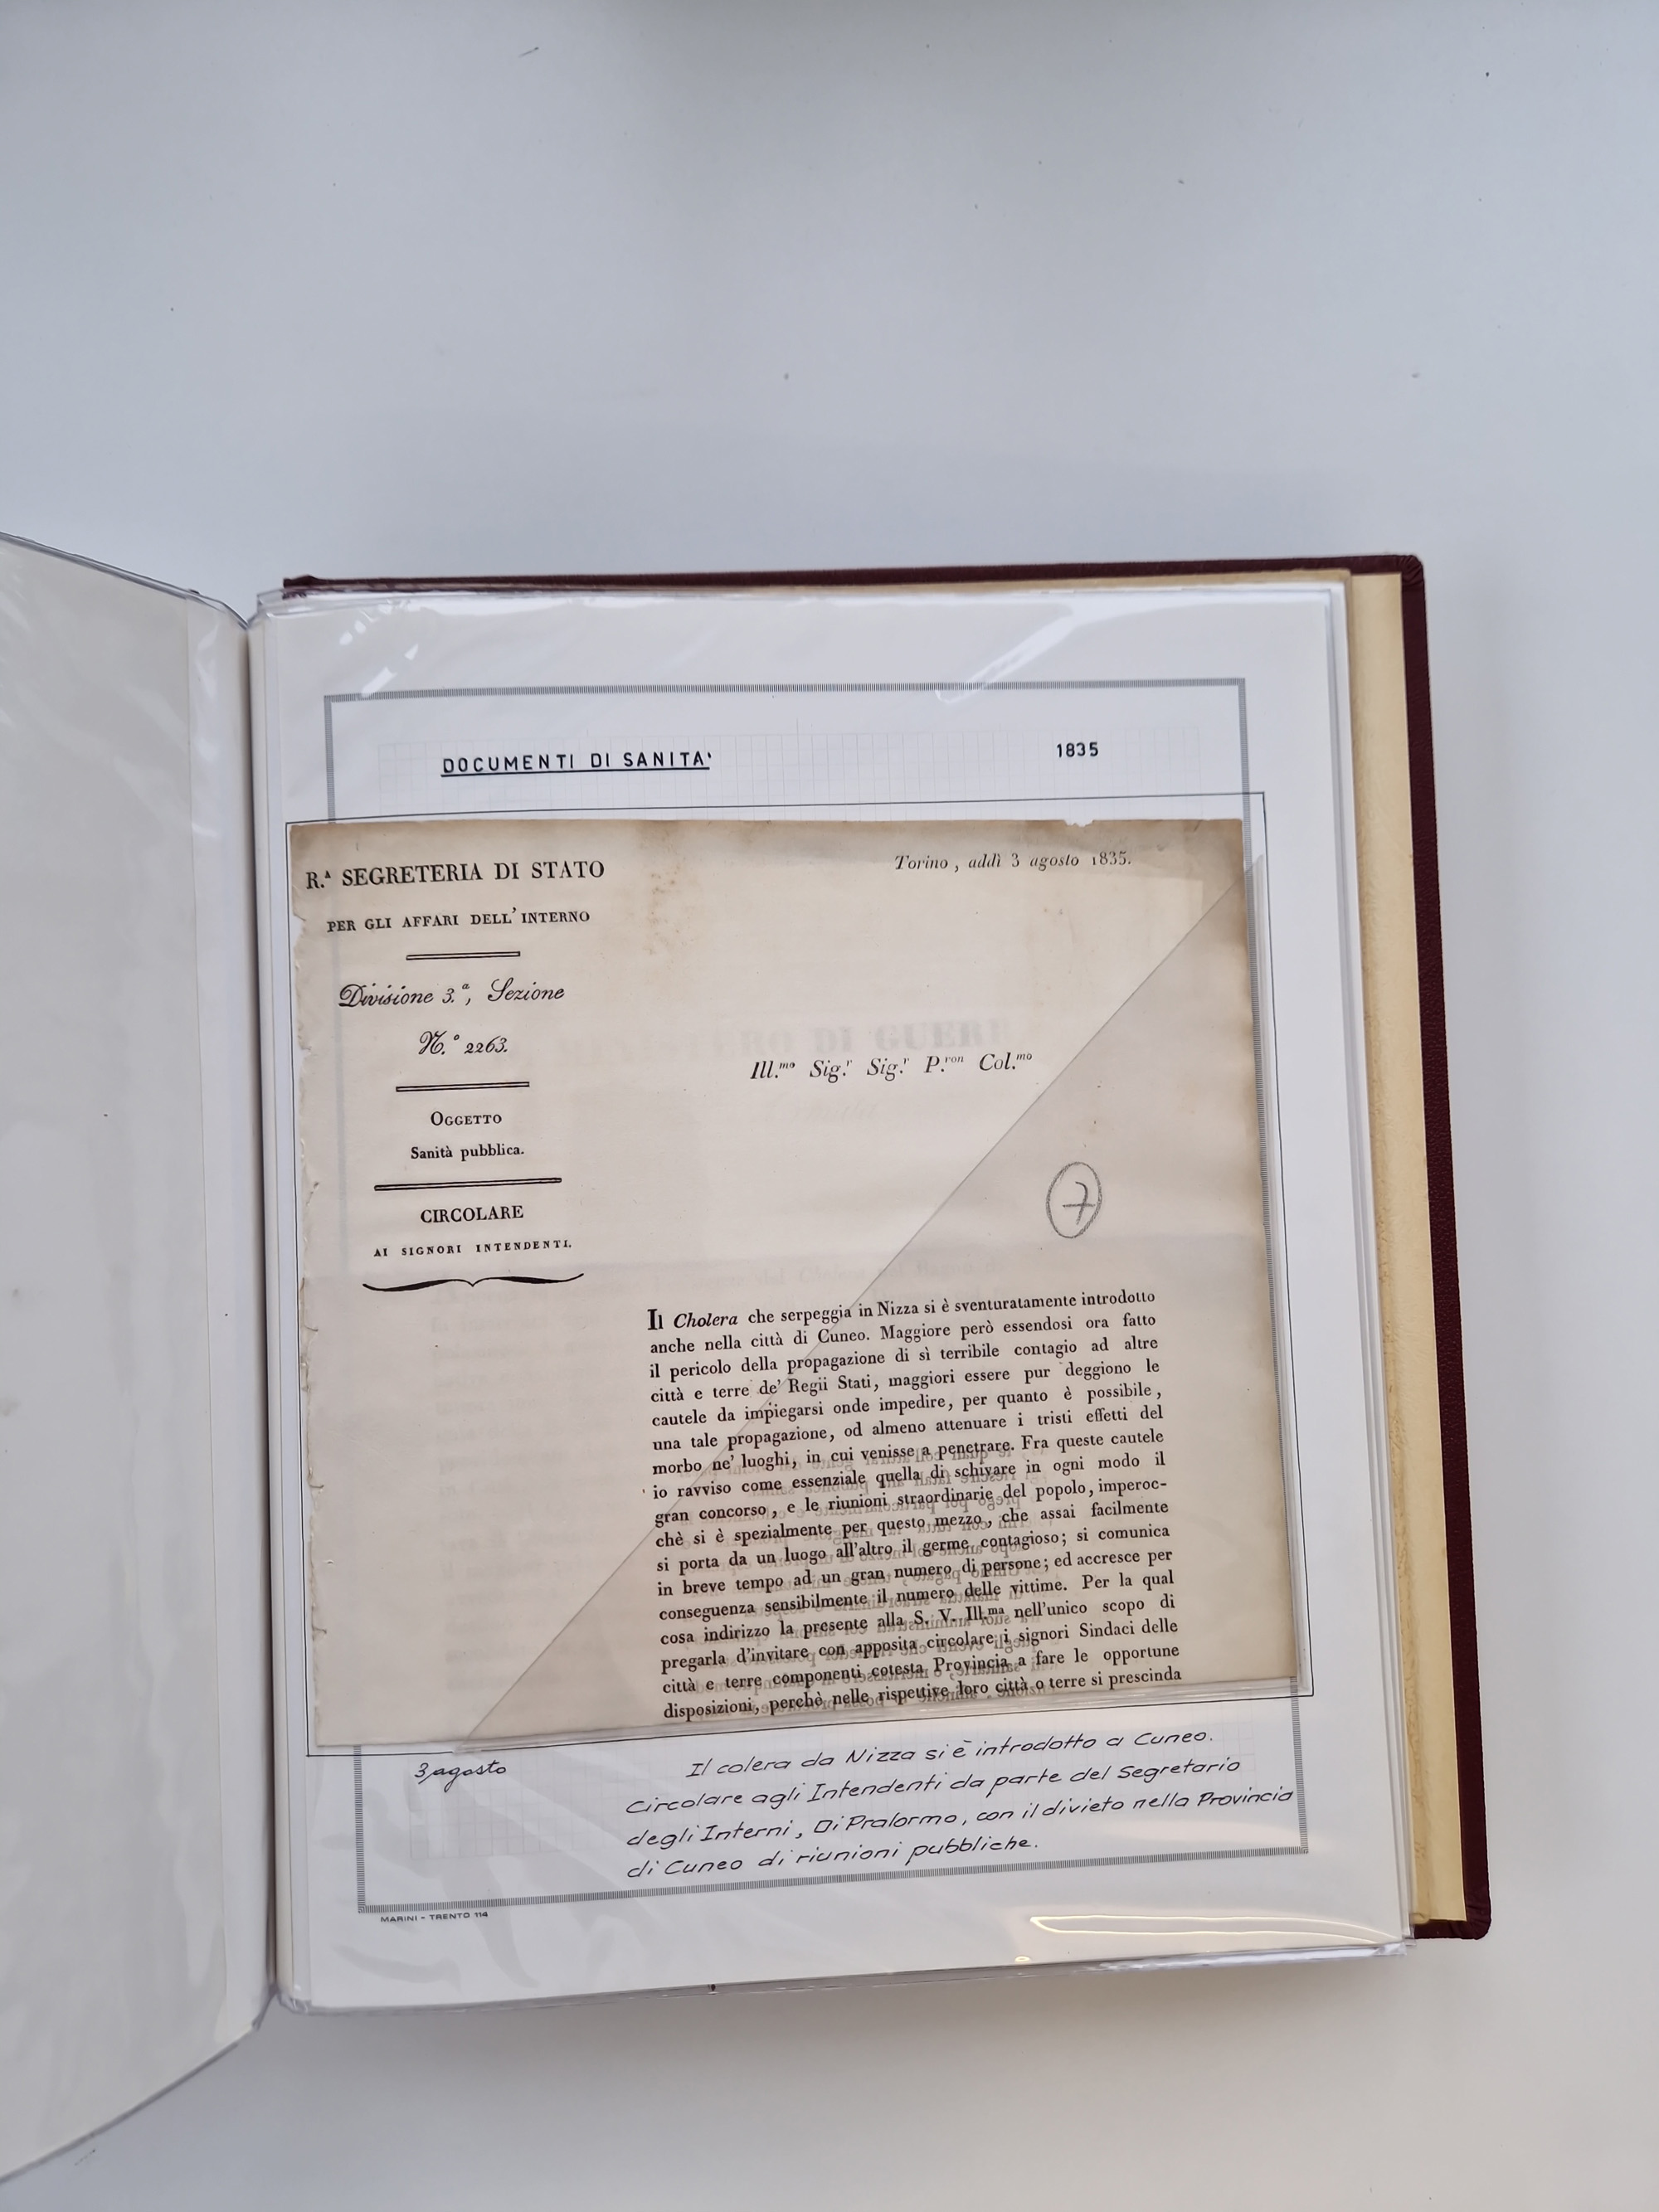 DOCUMENTI DI SANITA'
1835
R.ᴬ SEGRETERIA DI STATO
PER GLI AFFARI DELL'INTERNO
Divisione 3.ª, Sezione
N.º 2263.
OGGETTO
Sanità pubblica.
CIRCOLARE
AI SIGNORI INTENDENTI.
Torino, addì 3 agosto 1835.
Ill.mo Sig.r Sig.r P.ron Col.mo
7
Il Cholera che serpeggia in Nizza si è sventuratamente introdotto
anche nella città di Cuneo. Maggiore però essendosi ora fatto
il pericolo della propagazione di sì terribile contagio ad altre
città e terre de' Regii Stati, maggiori essere pur deggiono le
cautele da impiegarsi onde impedire, per quanto è possibile,
una tale propagazione, od almeno attenuare i tristi effetti del
morbo ne' luoghi, in cui venisse a penetrare. Fra queste cautele
io ravviso come essenziale quella di schivare in ogni modo il
gran concorso, e le riunioni straordinarie del popolo, imperoc-
chè si è spezialmente per questo mezzo, che assai facilmente
si porta da un luogo all'altro il germe contagioso; si comunica
in breve tempo ad un gran numero di persone; ed accresce per
conseguenza sensibilmente il numero delle vittime. Per la qual
cosa indirizzo la presente alla S. V. Ill.ma nell'unico scopo di
pregarla d'invitare con apposita circolare i signori Sindaci delle
città e terre componenti cotesta Provincia a fare le opportune
disposizioni, perchè nelle rispettive loro città o terre si prescinda
3 agosto
Il colera da Nizza si è introdotto a Cuneo.
Circolare agli Intendenti da parte del Segretario
degli Interni, Di Pralormo, con il divieto nella Provincia
di Cuneo di riunioni pubbliche.
MARINI - TRENTO 114